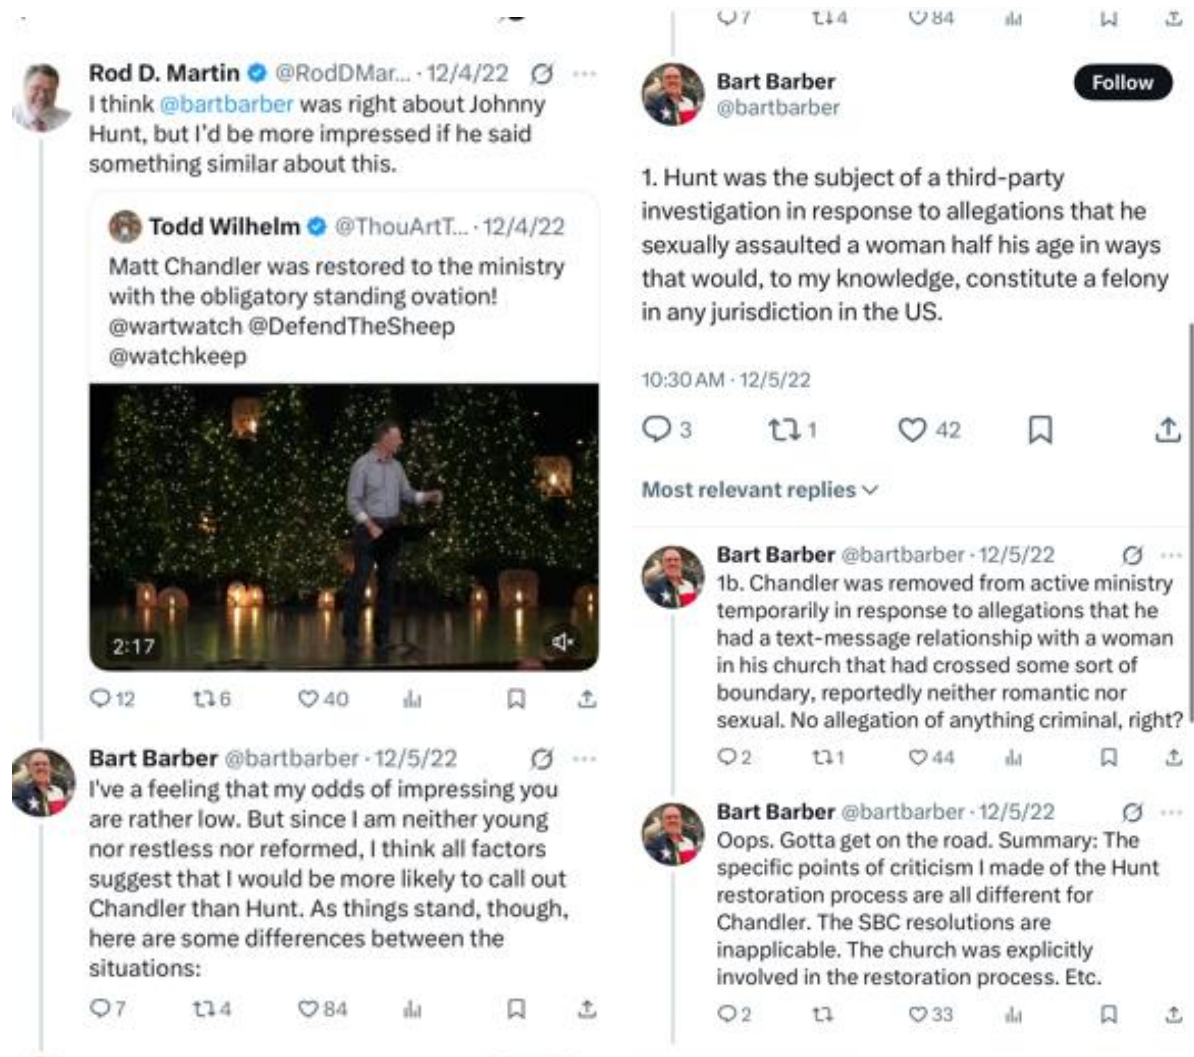 Rod D. Martin @RodDMar... · 12/4/22
I think @bartbarber was right about Johnny
Hunt, but I'd be more impressed if he said
something similar about this.
Todd Wilhelm @ThouArtT... · 12/4/22
Matt Chandler was restored to the ministry
with the obligatory standing ovation!
@wartwatch @DefendTheSheep
@watchkeep
2:17
12 6 40
Bart Barber @bartbarber · 12/5/22
I've a feeling that my odds of impressing you
are rather low. But since I am neither young
nor restless nor reformed, I think all factors
suggest that I would be more likely to call out
Chandler than Hunt. As things stand, though,
here are some differences between the
situations:
7 4 84
7 4 84
Bart Barber
@bartbarber
Follow
1. Hunt was the subject of a third-party
investigation in response to allegations that he
sexually assaulted a woman half his age in ways
that would, to my knowledge, constitute a felony
in any jurisdiction in the US.
10:30 AM · 12/5/22
3 1 42
Most relevant replies
Bart Barber @bartbarber · 12/5/22
1b. Chandler was removed from active ministry
temporarily in response to allegations that he
had a text-message relationship with a woman
in his church that had crossed some sort of
boundary, reportedly neither romantic nor
sexual. No allegation of anything criminal, right?
2 1 44
Bart Barber @bartbarber · 12/5/22
Oops. Gotta get on the road. Summary: The
specific points of criticism I made of the Hunt
restoration process are all different for
Chandler. The SBC resolutions are
inapplicable. The church was explicitly
involved in the restoration process. Etc.
2 33